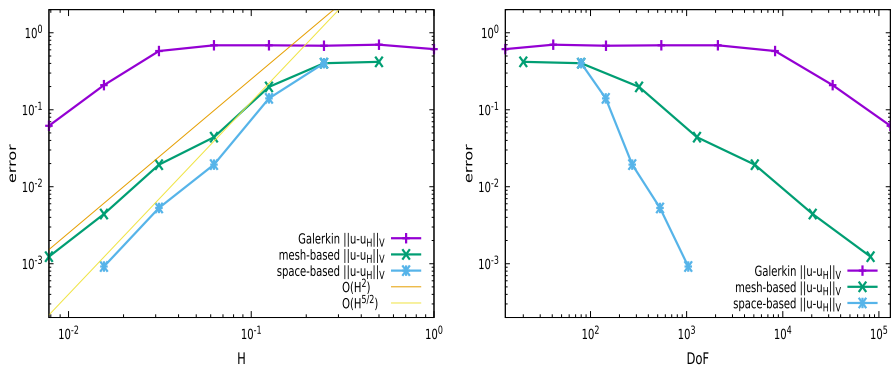 error
10^0
10^-1
10^-2
10^-3
Galerkin ||u-u_H||_V
mesh-based ||u-u_H||_V
space-based ||u-u_H||_V
O(H^2)
O(H^5/2)
10^-2
10^-1
10^0
H
error
10^0
10^-1
10^-2
10^-3
Galerkin ||u-u_H||_V
mesh-based ||u-u_H||_V
space-based ||u-u_H||_V
10^2
10^3
10^4
10^5
DoF